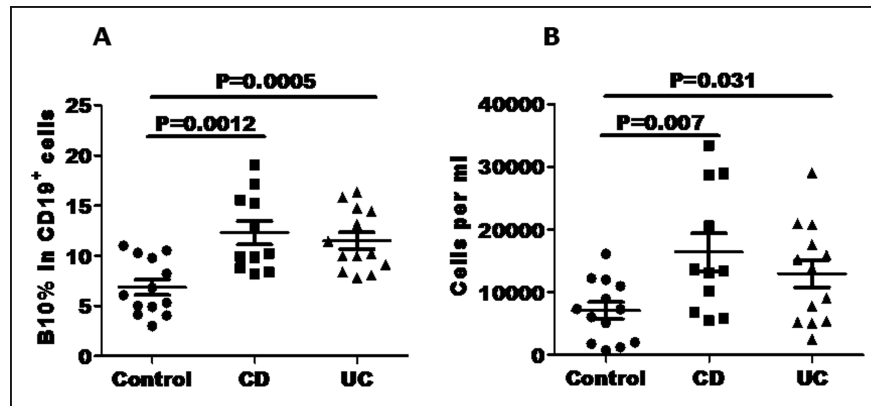 A
P=0.0005
P=0.0012
B10% in CD19+ cells
25
20
15
10
5
0
Control
CD
UC
B
P=0.031
P=0.007
Cells per ml
40000
30000
20000
10000
0
Control
CD
UC